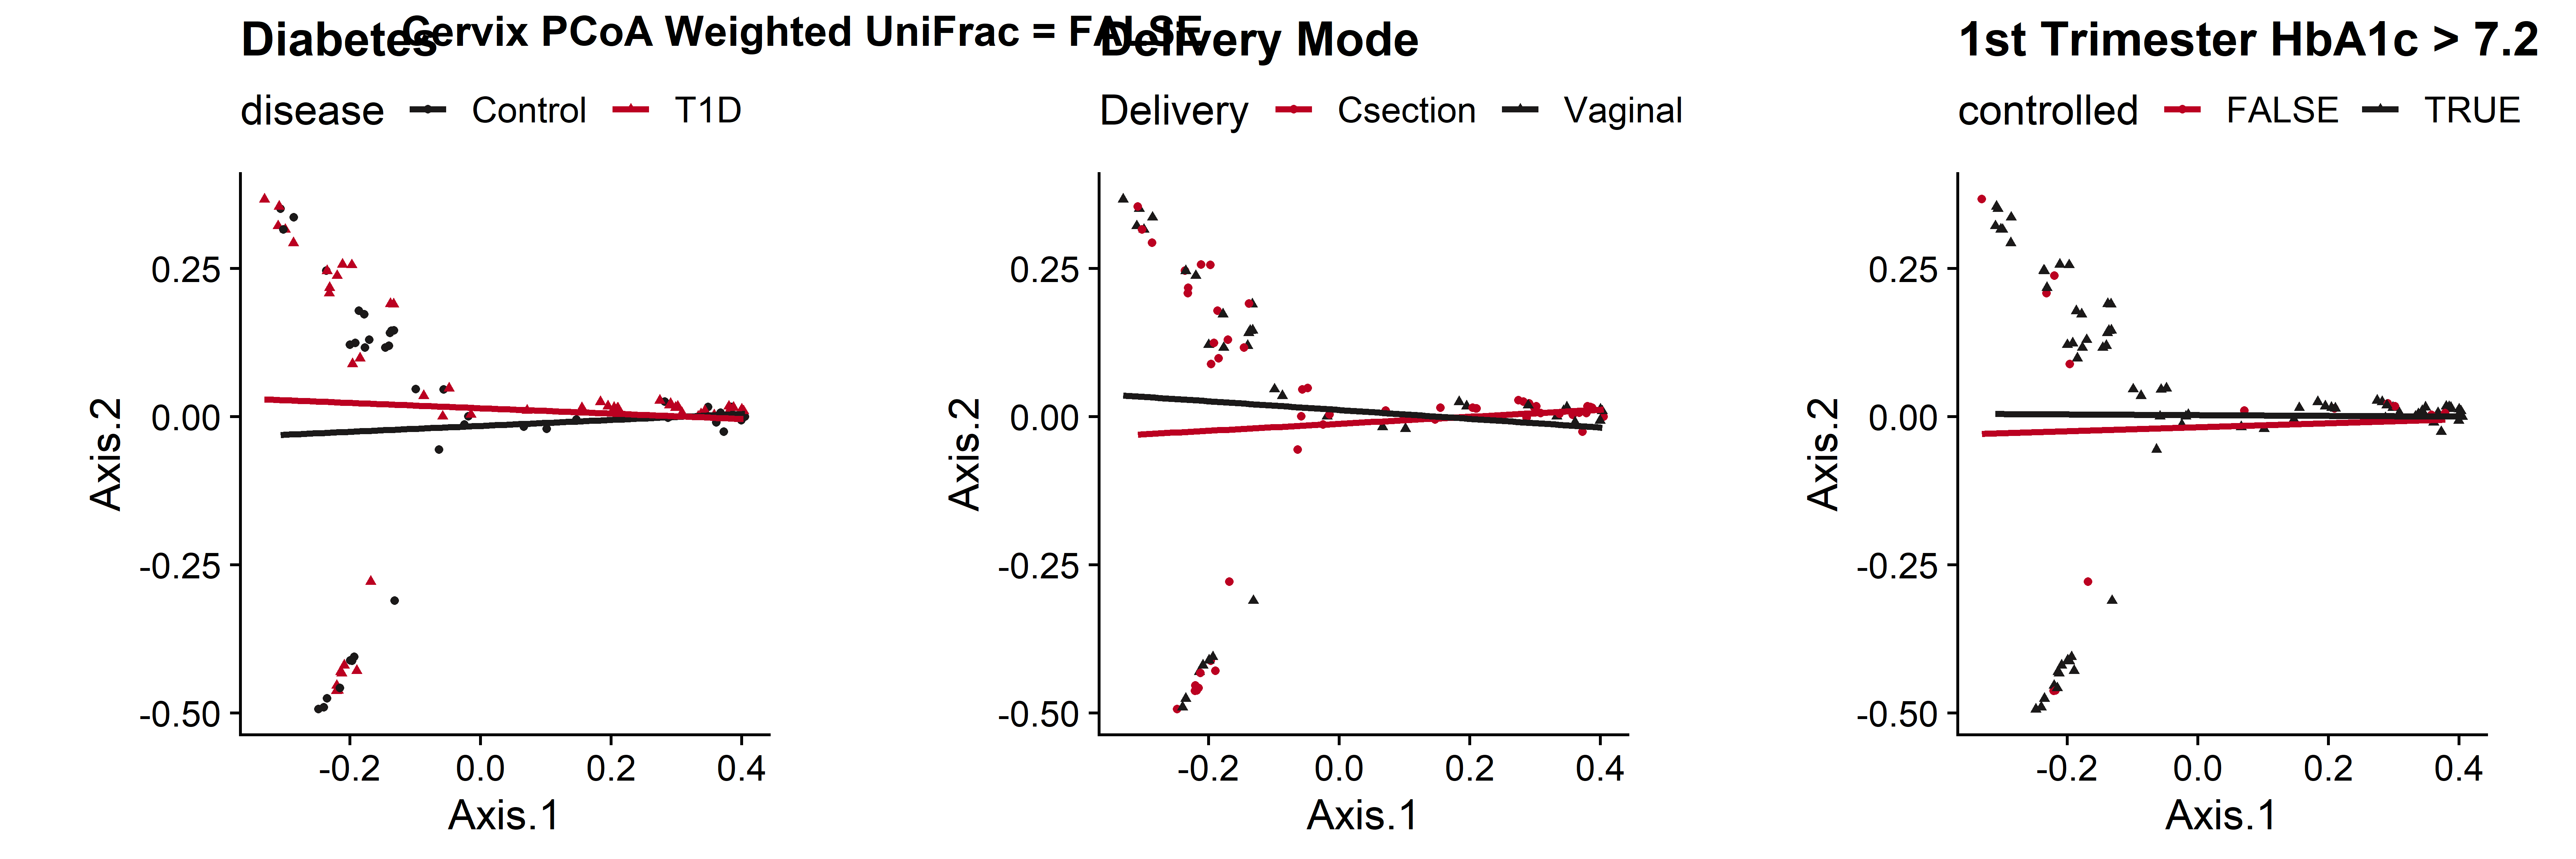 Cervix PCoA Weighted UniFrac = FALSE
Diabetes
disease Control T1D
0.25
0.00
-0.25
-0.50
Axis.2
-0.2 0.0 0.2 0.4
Axis.1
Delivery Mode
Delivery Csection Vaginal
0.25
0.00
-0.25
-0.50
Axis.2
-0.2 0.0 0.2 0.4
Axis.1
1st Trimester HbA1c > 7.2
controlled FALSE TRUE
0.25
0.00
-0.25
-0.50
Axis.2
-0.2 0.0 0.2 0.4
Axis.1